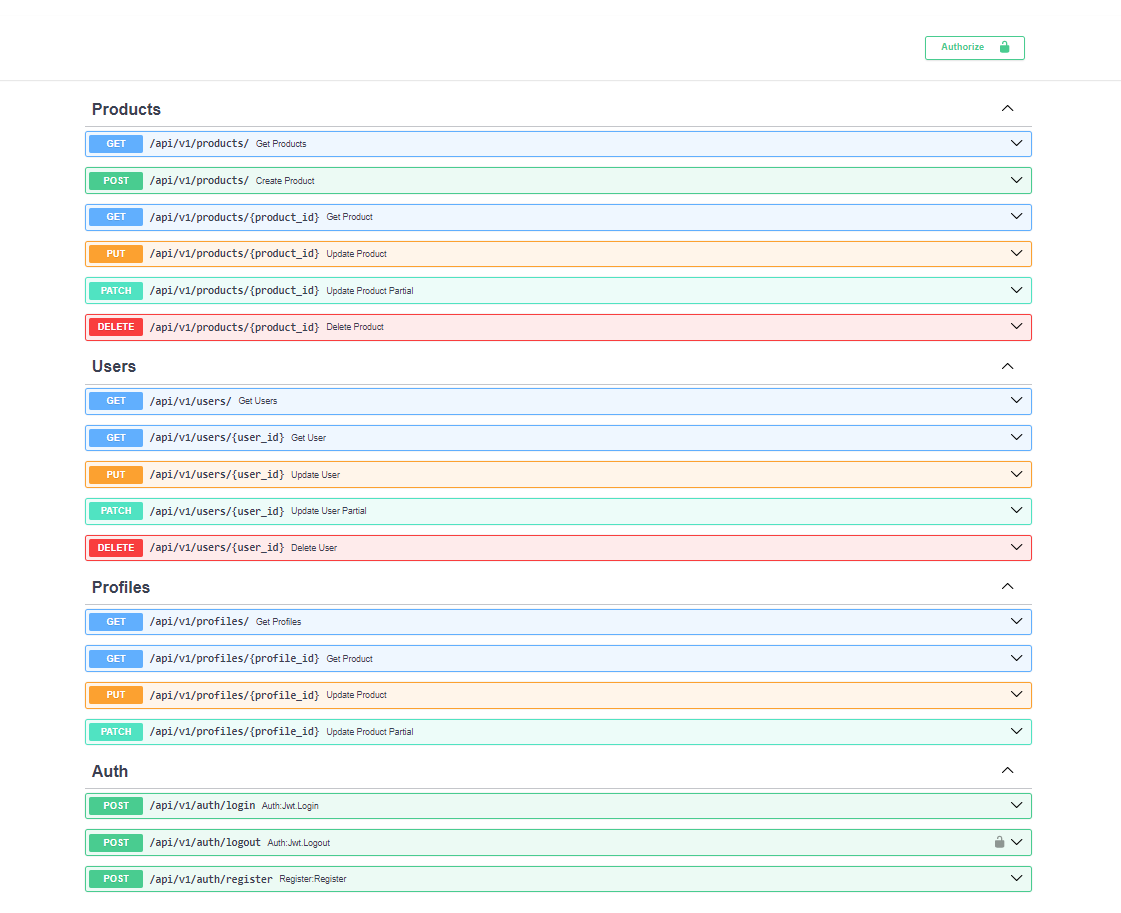 Authorize
Products
GET /api/v1/products/ Get Products
POST /api/v1/products/ Create Product
GET /api/v1/products/{product_id} Get Product
PUT /api/v1/products/{product_id} Update Product
PATCH /api/v1/products/{product_id} Update Product Partial
DELETE /api/v1/products/{product_id} Delete Product
Users
GET /api/v1/users/ Get Users
GET /api/v1/users/{user_id} Get User
PUT /api/v1/users/{user_id} Update User
PATCH /api/v1/users/{user_id} Update User Partial
DELETE /api/v1/users/{user_id} Delete User
Profiles
GET /api/v1/profiles/ Get Profiles
GET /api/v1/profiles/{profile_id} Get Product
PUT /api/v1/profiles/{profile_id} Update Product
PATCH /api/v1/profiles/{profile_id} Update Product Partial
Auth
POST /api/v1/auth/login Auth:Jwt.Login
POST /api/v1/auth/logout Auth:Jwt.Logout
POST /api/v1/auth/register Register:Register